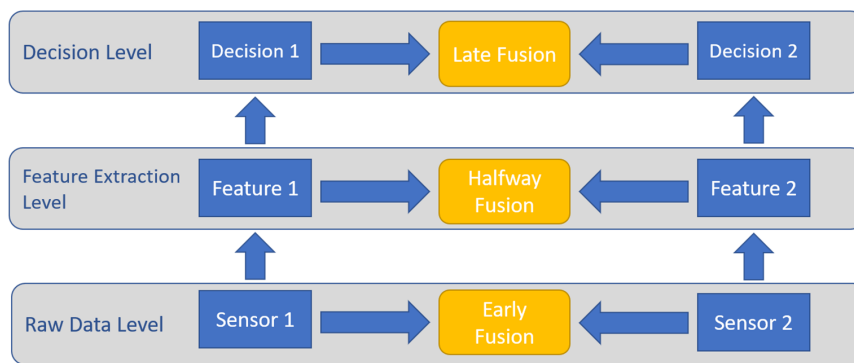 Decision Level
Decision 1
Late Fusion
Decision 2
Feature Extraction
Level
Feature 1
Halfway
Fusion
Feature 2
Raw Data Level
Sensor 1
Early
Fusion
Sensor 2